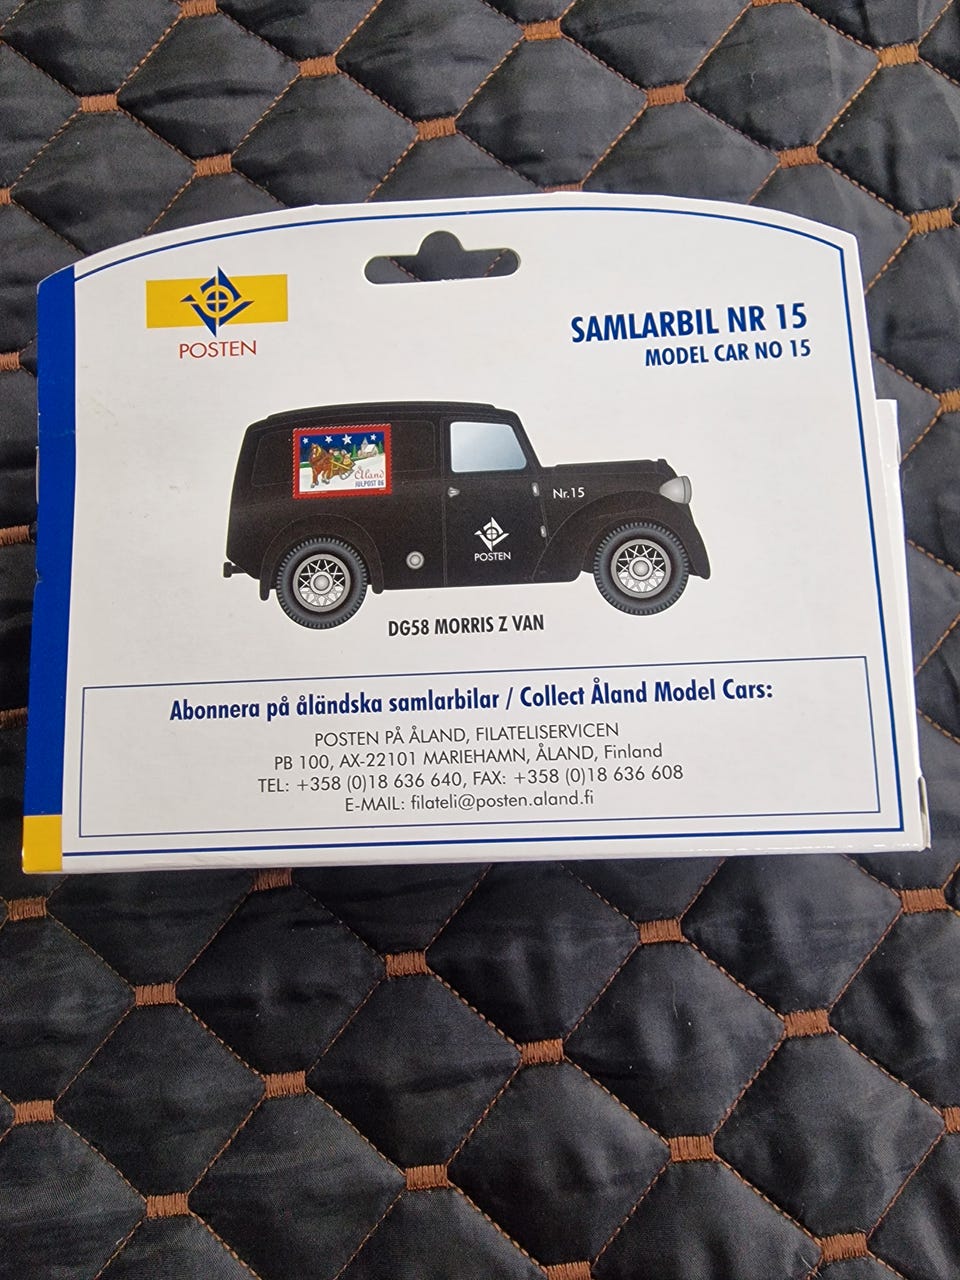 POSTEN
SAMLARBIL NR 15
MODEL CAR NO 15
Åland
JULPOST 06
Nr.15
POSTEN
DG58 MORRIS Z VAN
Abonnera på åländska samlarbilar / Collect Åland Model Cars:
POSTEN PÅ ÅLAND, FILATELISERVICEN
PB 100, AX-22101 MARIEHAMN, ÅLAND, Finland
TEL: +358 (0)18 636 640, FAX: +358 (0)18 636 608
E-MAIL: filateli@posten.aland.fi